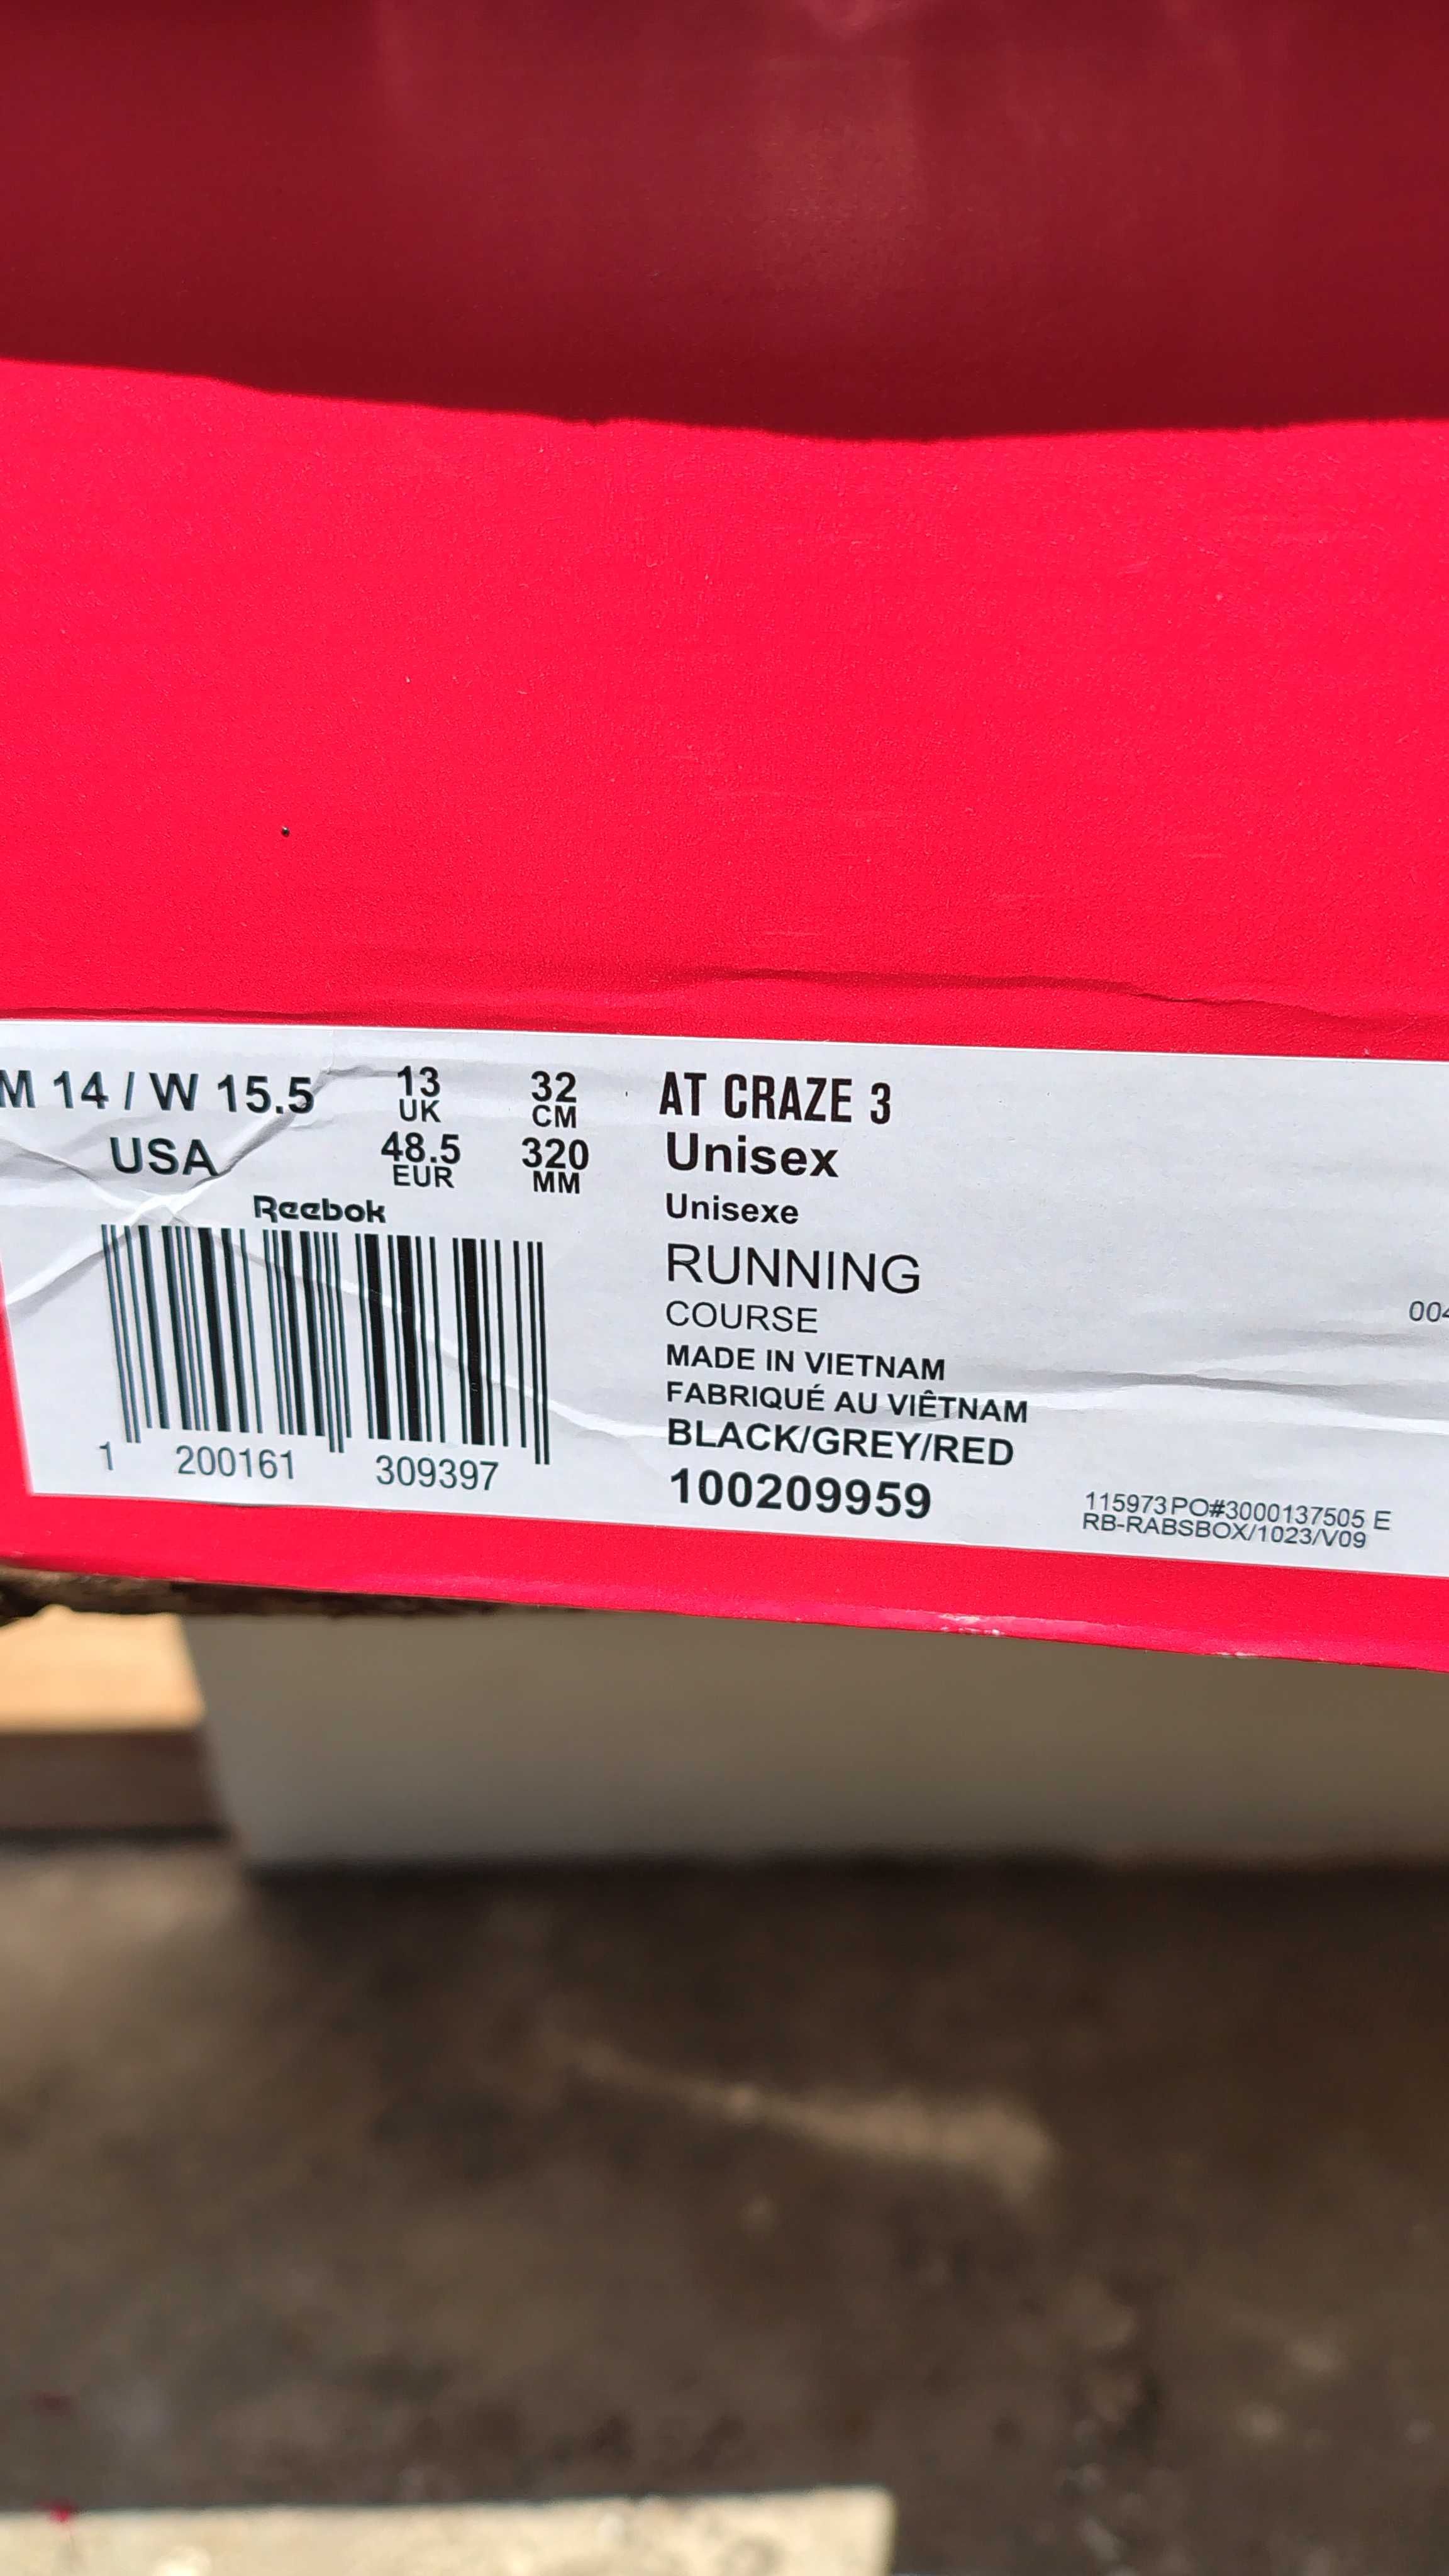 M 14 / W 15.5
USA
13
UK
48.5
EUR
32
CM
320
MM
Reebok
1 200161 309397
AT CRAZE 3
Unisex
Unisexe
RUNNING
COURSE
MADE IN VIETNAM
FABRIQUÉ AU VIÊTNAM
BLACK/GREY/RED
100209959
115973PO#3000137505 E
RB-RABSBOX/1023/V09